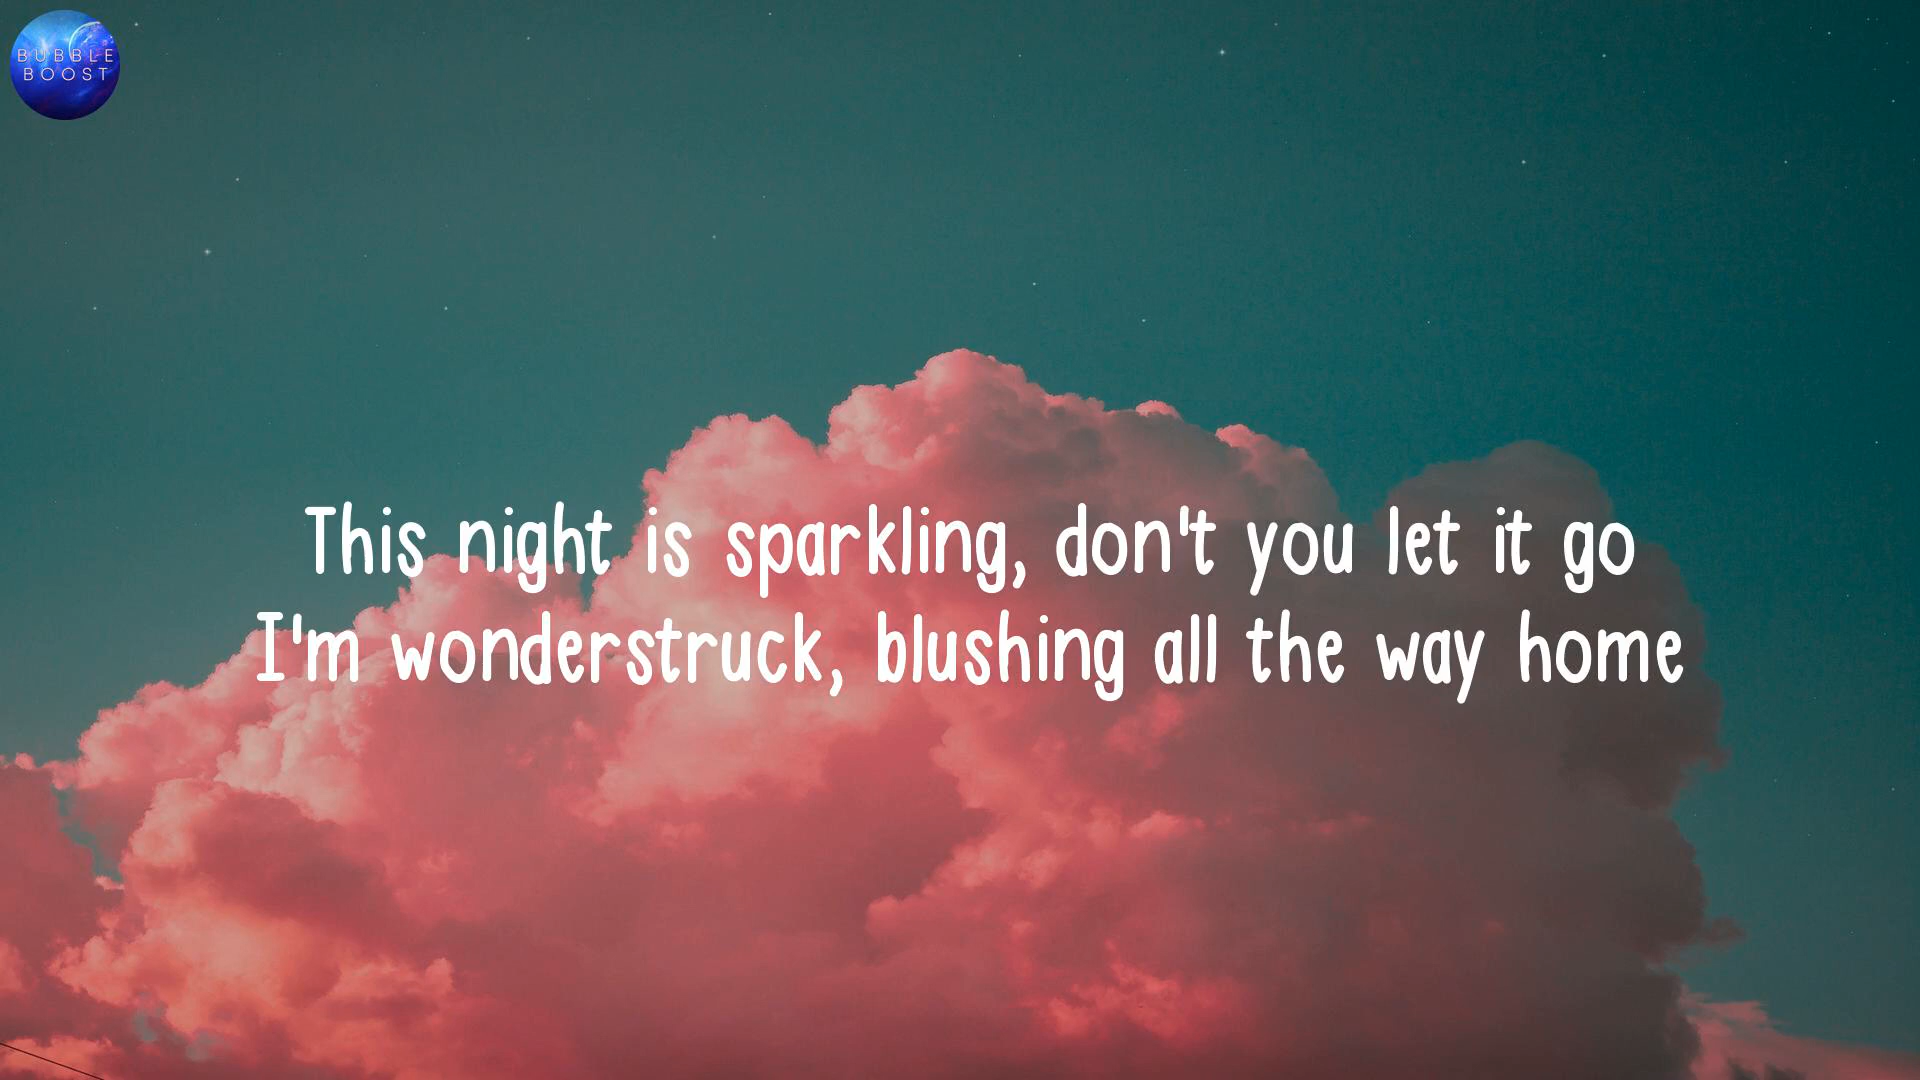 BUBBLE
BOOST
This night is sparkling, don't you let it go
I'm wonderstruck, blushing all the way home